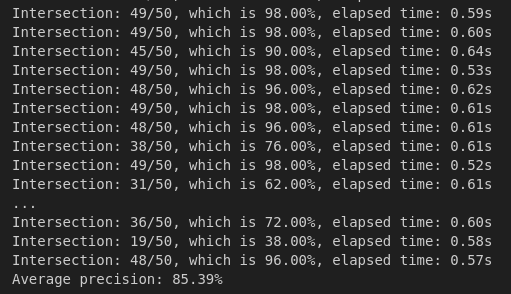 Intersection: 49/50, which is 98.00%, elapsed time: 0.59s
Intersection: 49/50, which is 98.00%, elapsed time: 0.60s
Intersection: 45/50, which is 90.00%, elapsed time: 0.64s
Intersection: 49/50, which is 98.00%, elapsed time: 0.53s
Intersection: 48/50, which is 96.00%, elapsed time: 0.62s
Intersection: 49/50, which is 98.00%, elapsed time: 0.61s
Intersection: 48/50, which is 96.00%, elapsed time: 0.61s
Intersection: 38/50, which is 76.00%, elapsed time: 0.61s
Intersection: 49/50, which is 98.00%, elapsed time: 0.52s
Intersection: 31/50, which is 62.00%, elapsed time: 0.61s
...
Intersection: 36/50, which is 72.00%, elapsed time: 0.60s
Intersection: 19/50, which is 38.00%, elapsed time: 0.58s
Intersection: 48/50, which is 96.00%, elapsed time: 0.57s
Average precision: 85.39%